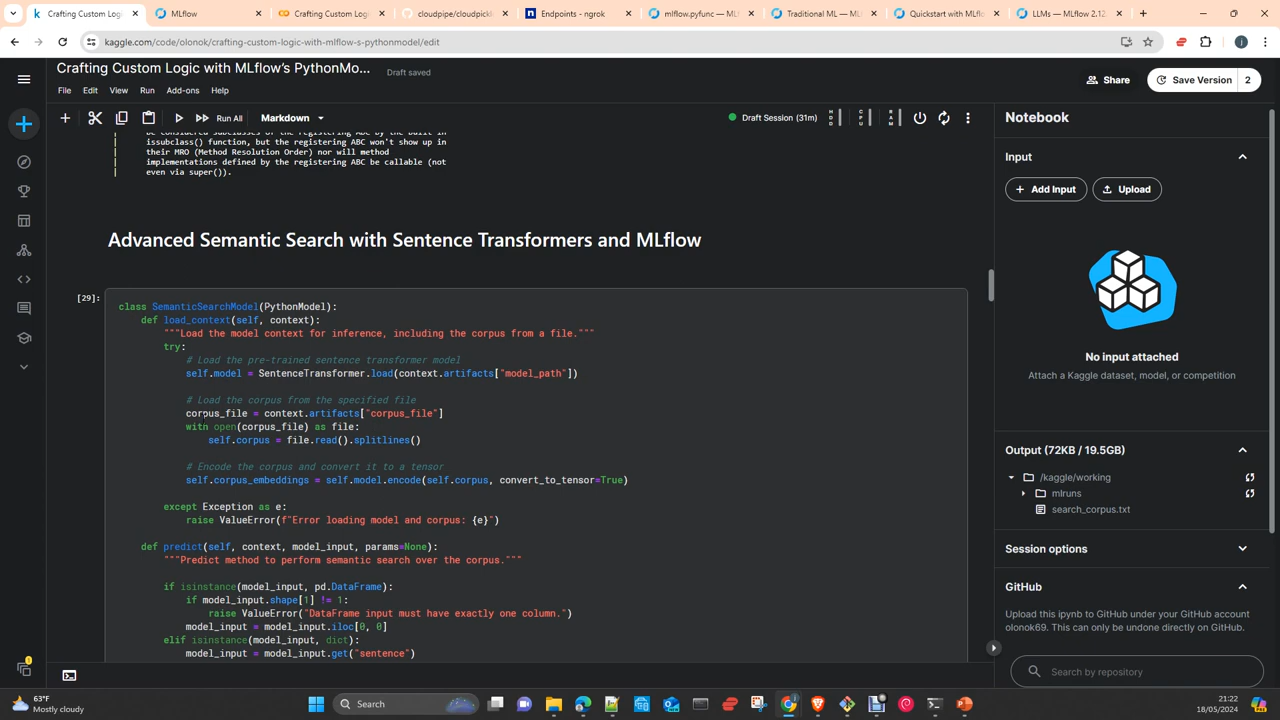 Crafting Custom Logi
MLflow
Crafting Custom Logi
cloudpipe/cloudpickl
Endpoints - ngrok
mlflow.pyfunc — MLf
Traditional ML — MLf
Quickstart with MLfl
LLMs — MLflow 2.12.
kaggle.com/code/olonok/crafting-custom-logic-with-mlflow-s-pythonmodel/edit
Crafting Custom Logic with MLflow's PythonMo...
Draft saved
Share
Save Version
2
File
Edit
View
Run
Add-ons
Help
Run All
Markdown
Draft Session (31m)
HDD
CPU
RAM
Notebook
| be considered subclasses of the registering ABC by the built-in
| issubclass() function, but the registering ABC won't show up in
| their MRO (Method Resolution Order) nor will method
| implementations defined by the registering ABC be callable (not
| even via super()).
Advanced Semantic Search with Sentence Transformers and MLflow
[29]:
class SemanticSearchModel(PythonModel):
def load_context(self, context):
"""Load the model context for inference, including the corpus from a file."""
try:
# Load the pre-trained sentence transformer model
self.model = SentenceTransformer.load(context.artifacts["model_path"])
# Load the corpus from the specified file
corpus_file = context.artifacts["corpus_file"]
with open(corpus_file) as file:
self.corpus = file.read().splitlines()
# Encode the corpus and convert it to a tensor
self.corpus_embeddings = self.model.encode(self.corpus, convert_to_tensor=True)
except Exception as e:
raise ValueError(f"Error loading model and corpus: {e}")
def predict(self, context, model_input, params=None):
"""Predict method to perform semantic search over the corpus."""
if isinstance(model_input, pd.DataFrame):
if model_input.shape[1] != 1:
raise ValueError("DataFrame input must have exactly one column.")
model_input = model_input.iloc[0, 0]
elif isinstance(model_input, dict):
model_input = model_input.get("sentence")
Input
Add Input
Upload
No input attached
Attach a Kaggle dataset, model, or competition
Output (72KB / 19.5GB)
/kaggle/working
mlruns
search_corpus.txt
Session options
GitHub
Upload this ipynb to GitHub under your GitHub account
olonok69. This can only be undone directly on GitHub.
Search by repository
1
63°F
Mostly cloudy
Search
21:22
18/05/2024